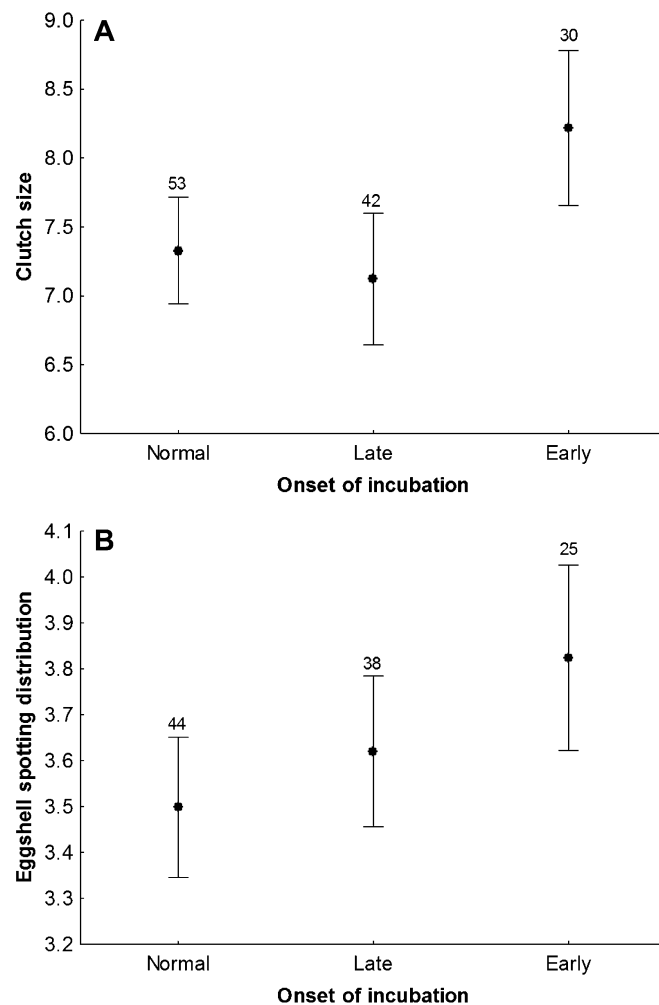 A
9.0
8.5
8.0
7.5
7.0
6.5
6.0
Clutch size
53
42
30
Normal Late Early
Onset of incubation
B
4.1
4.0
3.9
3.8
3.7
3.6
3.5
3.4
3.3
3.2
Eggshell spotting distribution
44
38
25
Normal Late Early
Onset of incubation